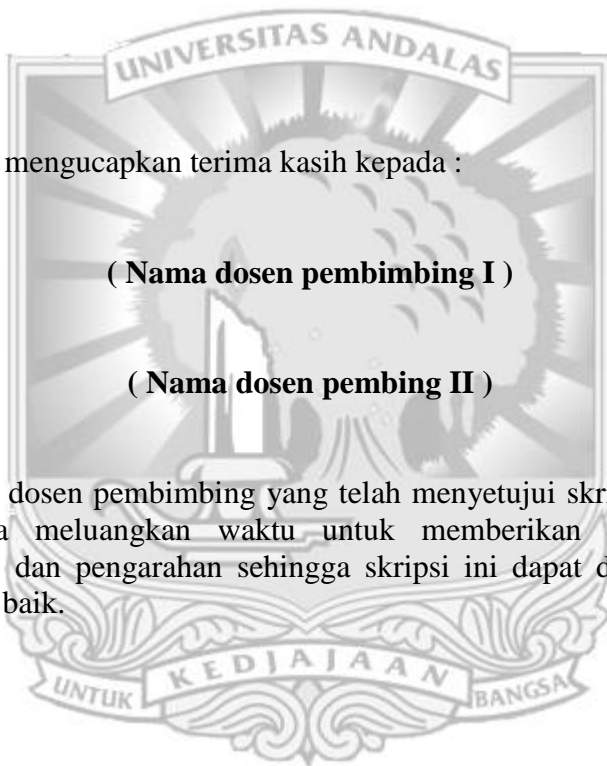 UNIVERSITAS ANDALAS
mengucapkan terima kasih kepada :
( Nama dosen pembimbing I )
( Nama dosen pembing II )
dosen pembimbing yang telah menyetujui
meluangkan waktu untuk memberikan
dan pengarahan sehingga skripsi ini dapat
baik.
UNTUK KEDJAJAAN BANGSA